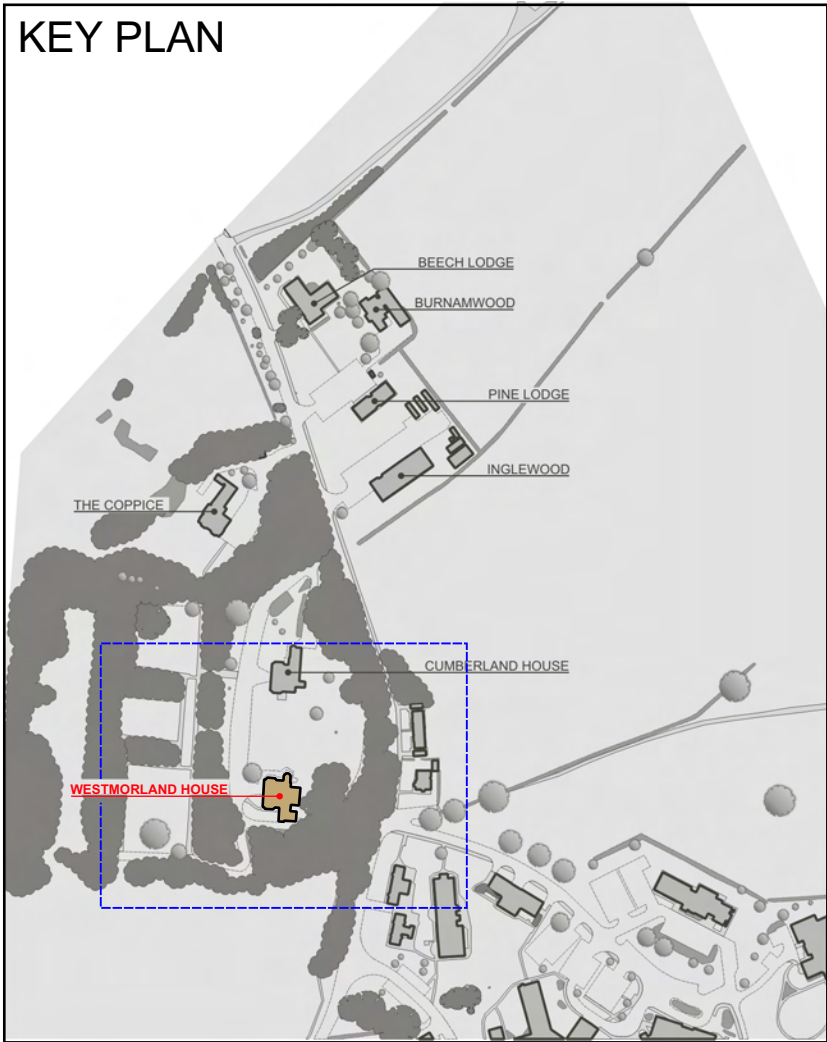 KEY PLAN
BEECH LODGE
BURNAMWOOD
PINE LODGE
INGLEWOOD
THE COPPICE
CUMBERLAND HOUSE
WESTMORLAND HOUSE